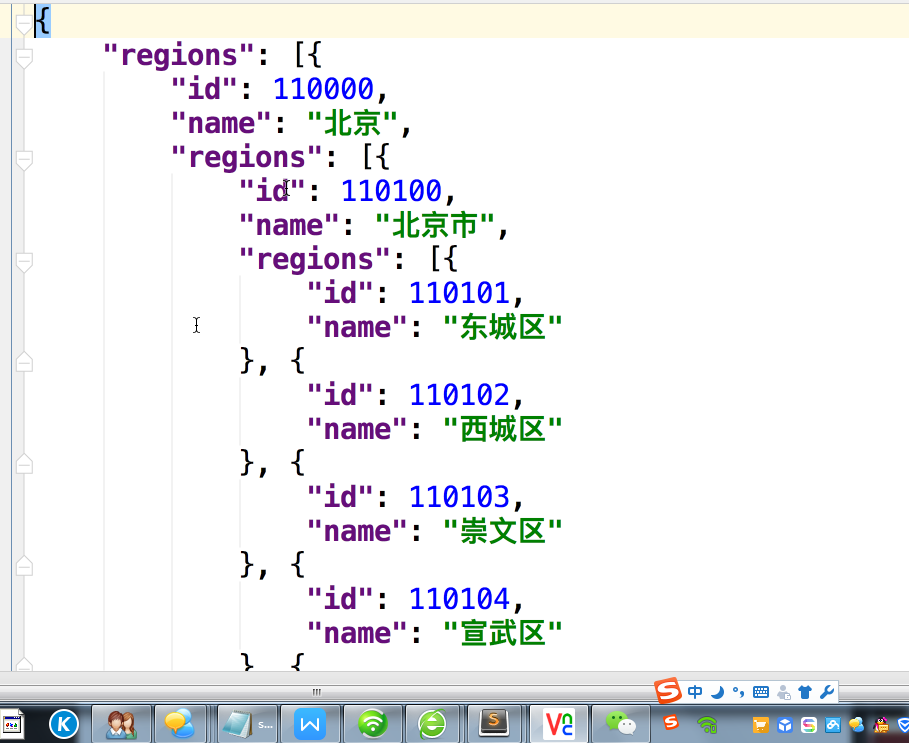 {
"regions": [{
"id": 110000,
"name": "北京",
"regions": [{
"id": 110100,
"name": "北京市",
"regions": [{
"id": 110101,
"name": "东城区"
}, {
"id": 110102,
"name": "西城区"
}, {
"id": 110103,
"name": "崇文区"
}, {
"id": 110104,
"name": "宣武区"
}, {
S 中
K s... W e S VNC S S